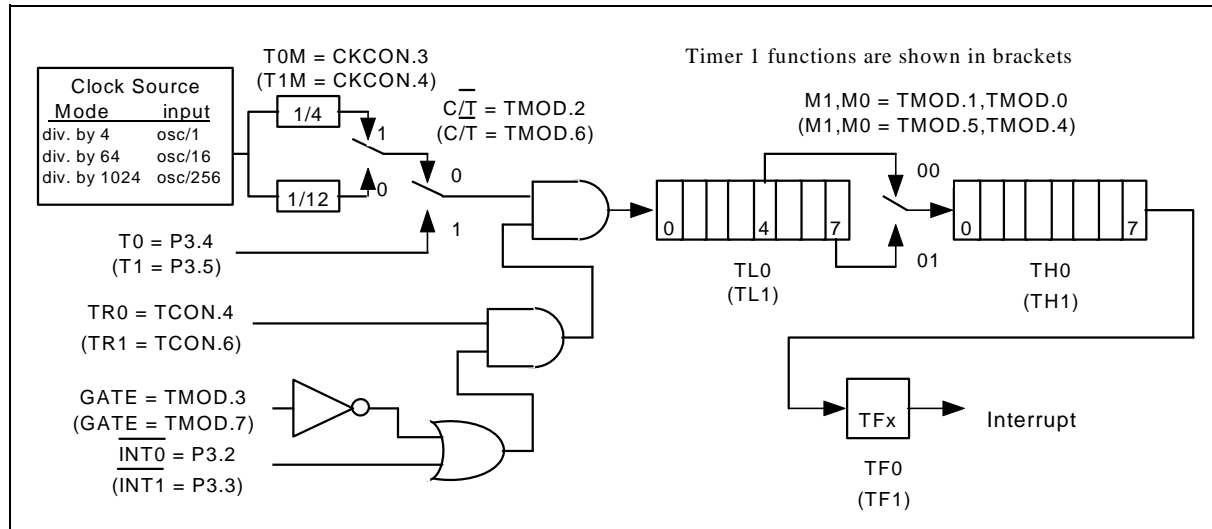 Timer 1 functions are shown in brackets
T0M = CKCON.3
(T1M = CKCON.4)
Clock Source
Mode input
div. by 4 osc/1
div. by 64 osc/16
div. by 1024 osc/256
1/4
1/12
1
0
C/T̅ = TMOD.2
(C/T̅ = TMOD.6)
0
1
M1,M0 = TMOD.1,TMOD.0
(M1,M0 = TMOD.5,TMOD.4)
00
01
0 4 7
TL0
(TL1)
0 7
TH0
(TH1)
T0 = P3.4
(T1 = P3.5)
TR0 = TCON.4
(TR1 = TCON.6)
GATE = TMOD.3
(GATE = TMOD.7)
I̅N̅T̅0̅ = P3.2
(I̅N̅T̅1̅ = P3.3)
TFx
Interrupt
TF0
(TF1)